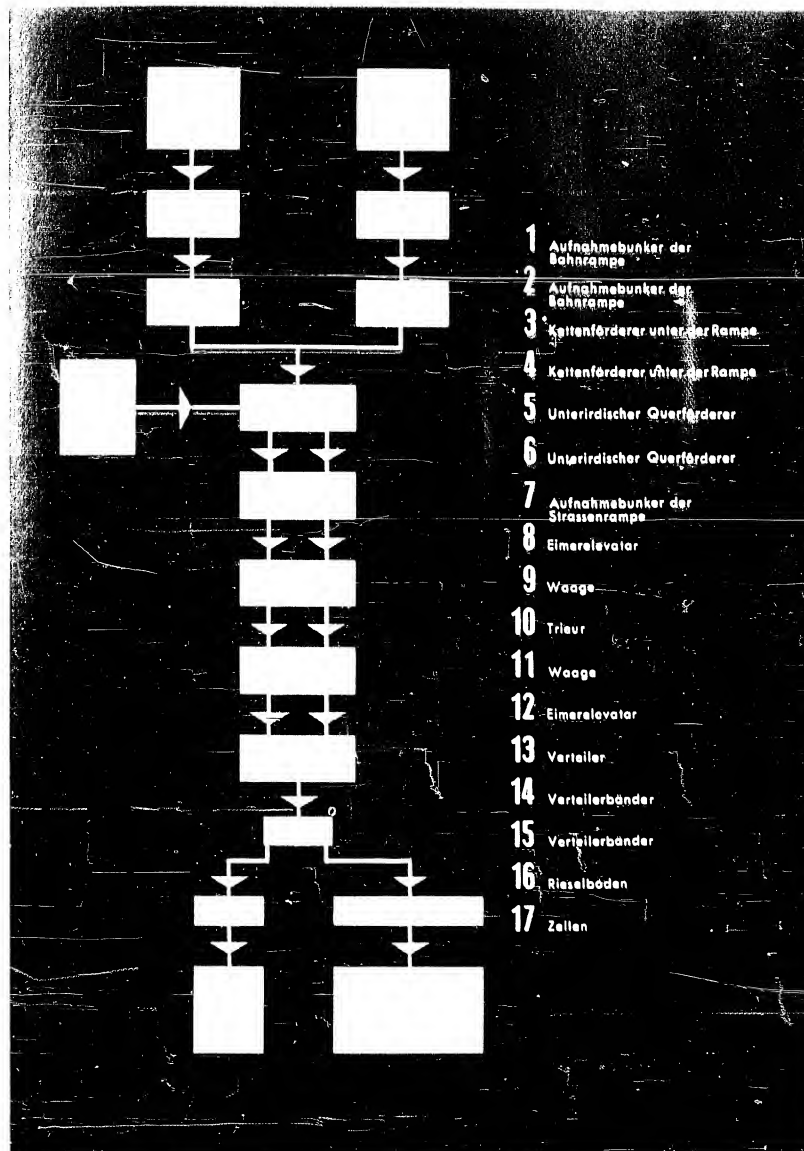 1 Aufnahmebunker der
Bahnrampe
2 Aufnahmebunker der
Bahnrampe
3 Kettenförderer unter der Rampe
4 Kettenförderer unter der Rampe
5 Unterirdischer Querförderer
6 Unterirdischer Querförderer
7 Aufnahmebunker der
Strassenrampe
8 Eimerelevator
9 Waage
10 Trieur
11 Waage
12 Eimerelevator
13 Verteiler
14 Verteilerbänder
15 Verteilerbänder
16 Rieselböden
17 Zellen